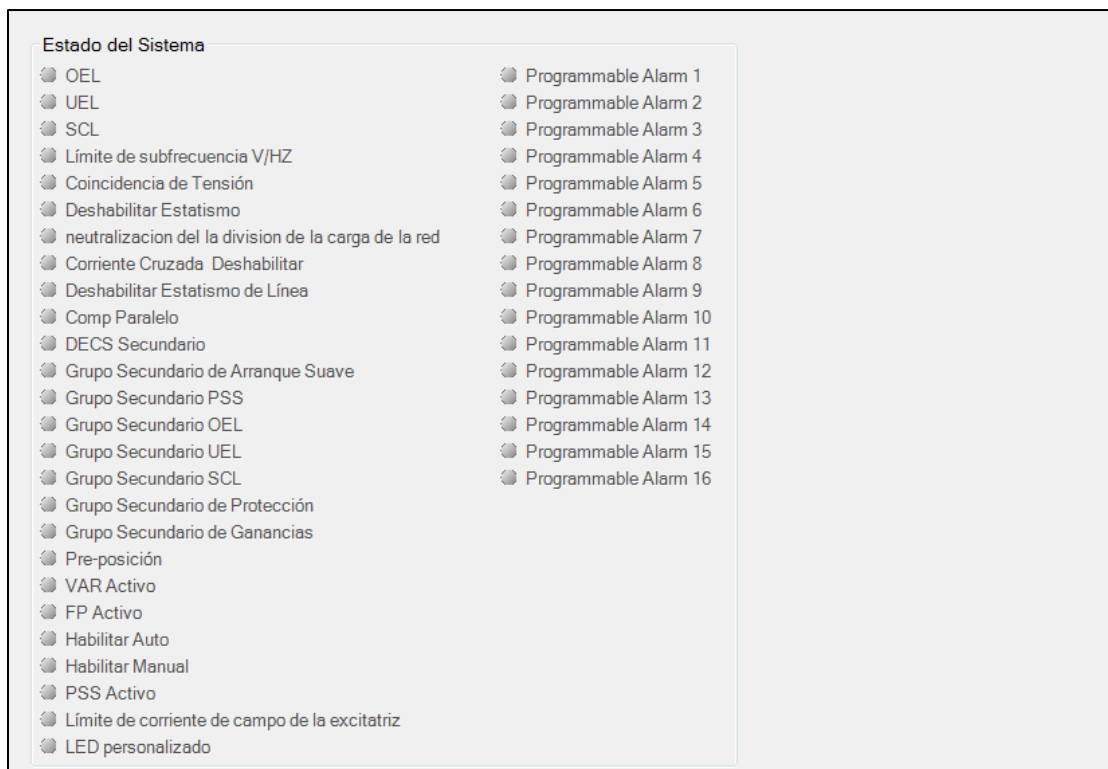 Estado del Sistema
OEL
UEL
SCL
Límite de subfrecuencia V/HZ
Coincidencia de Tensión
Deshabilitar Estatismo
neutralizacion del la division de la carga de la red
Corriente Cruzada  Deshabilitar
Deshabilitar Estatismo de Línea
Comp Paralelo
DECS Secundario
Grupo Secundario de Arranque Suave
Grupo Secundario PSS
Grupo Secundario OEL
Grupo Secundario UEL
Grupo Secundario SCL
Grupo Secundario de Protección
Grupo Secundario de Ganancias
Pre-posición
VAR Activo
FP Activo
Habilitar Auto
Habilitar Manual
PSS Activo
Límite de corriente de campo de la excitatriz
LED personalizado
Programmable Alarm 1
Programmable Alarm 2
Programmable Alarm 3
Programmable Alarm 4
Programmable Alarm 5
Programmable Alarm 6
Programmable Alarm 7
Programmable Alarm 8
Programmable Alarm 9
Programmable Alarm 10
Programmable Alarm 11
Programmable Alarm 12
Programmable Alarm 13
Programmable Alarm 14
Programmable Alarm 15
Programmable Alarm 16